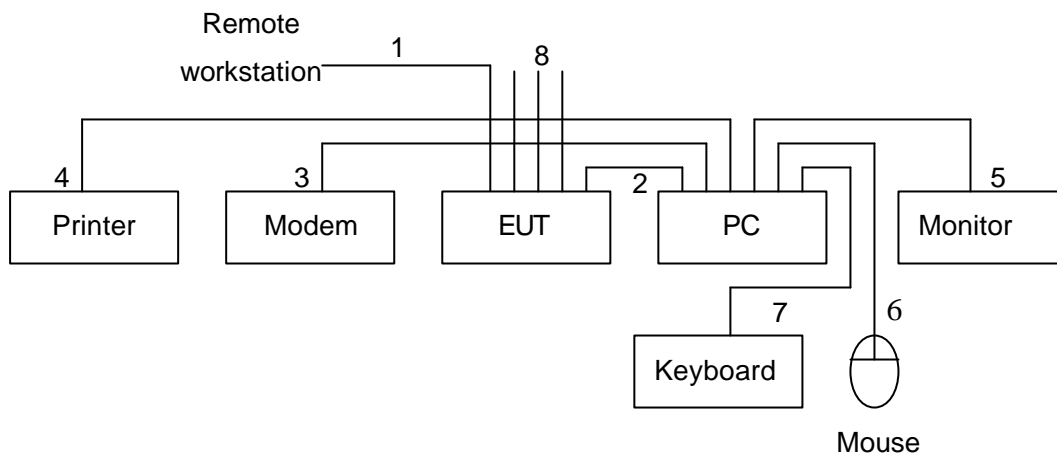 Remote
workstation
1
8
4
3
2
5
Printer
Modem
EUT
PC
Monitor
7
6
Keyboard
Mouse